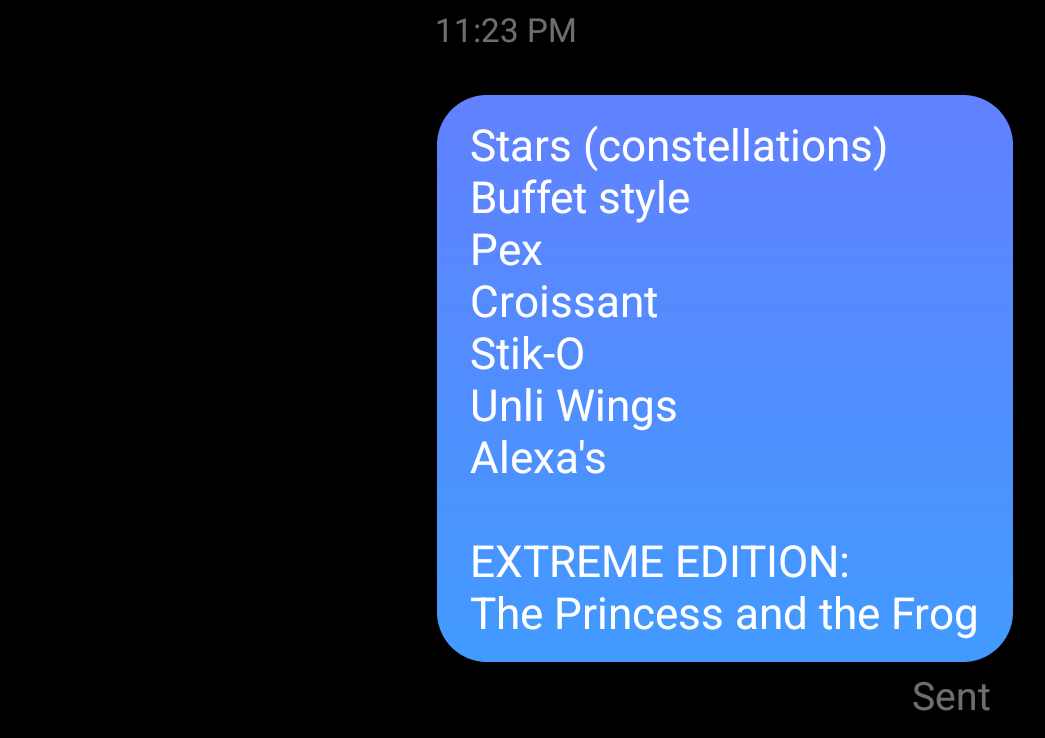 11:23 PM
Stars (constellations)
Buffet style
Pex
Croissant
Stik-O
Unli Wings
Alexa's
EXTREME EDITION:
The Princess and the Frog
Sent